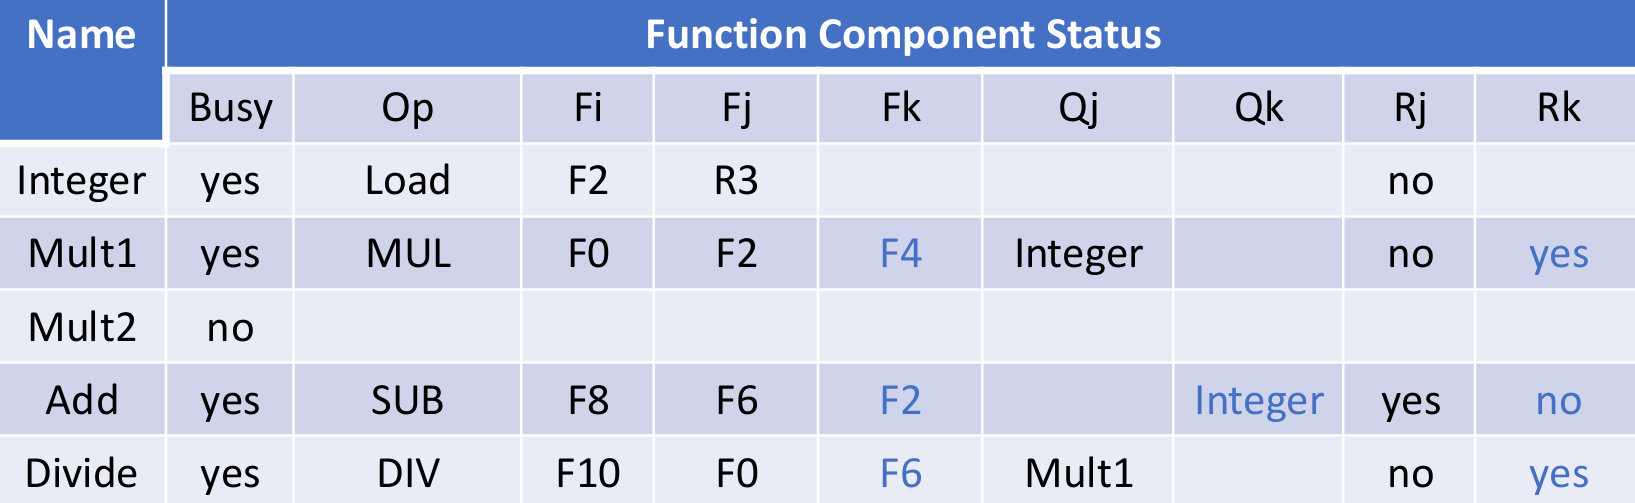 Name Function Component Status
Busy Op Fi Fj Fk Qj Qk Rj Rk
Integer yes Load F2 R3 no
Mult1 yes MUL F0 F2 F4 Integer no yes
Mult2 no
Add yes SUB F8 F6 F2 Integer yes no
Divide yes DIV F10 F0 F6 Mult1 no yes